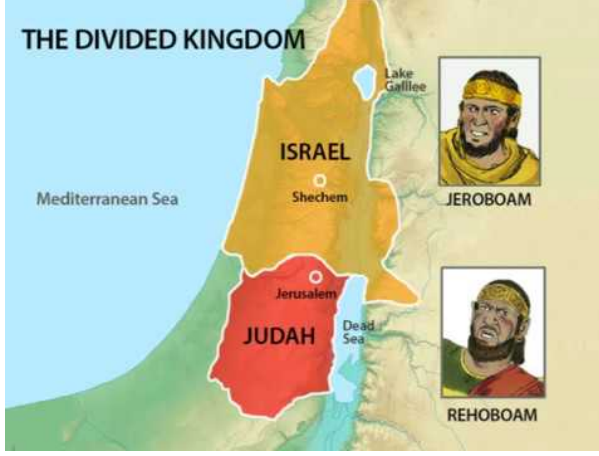 THE DIVIDED KINGDOM
Lake
Galilee
ISRAEL
Shechem
Mediterranean Sea
JEROBOAM
Jerusalem
JUDAH
Dead
Sea
REHOBOAM